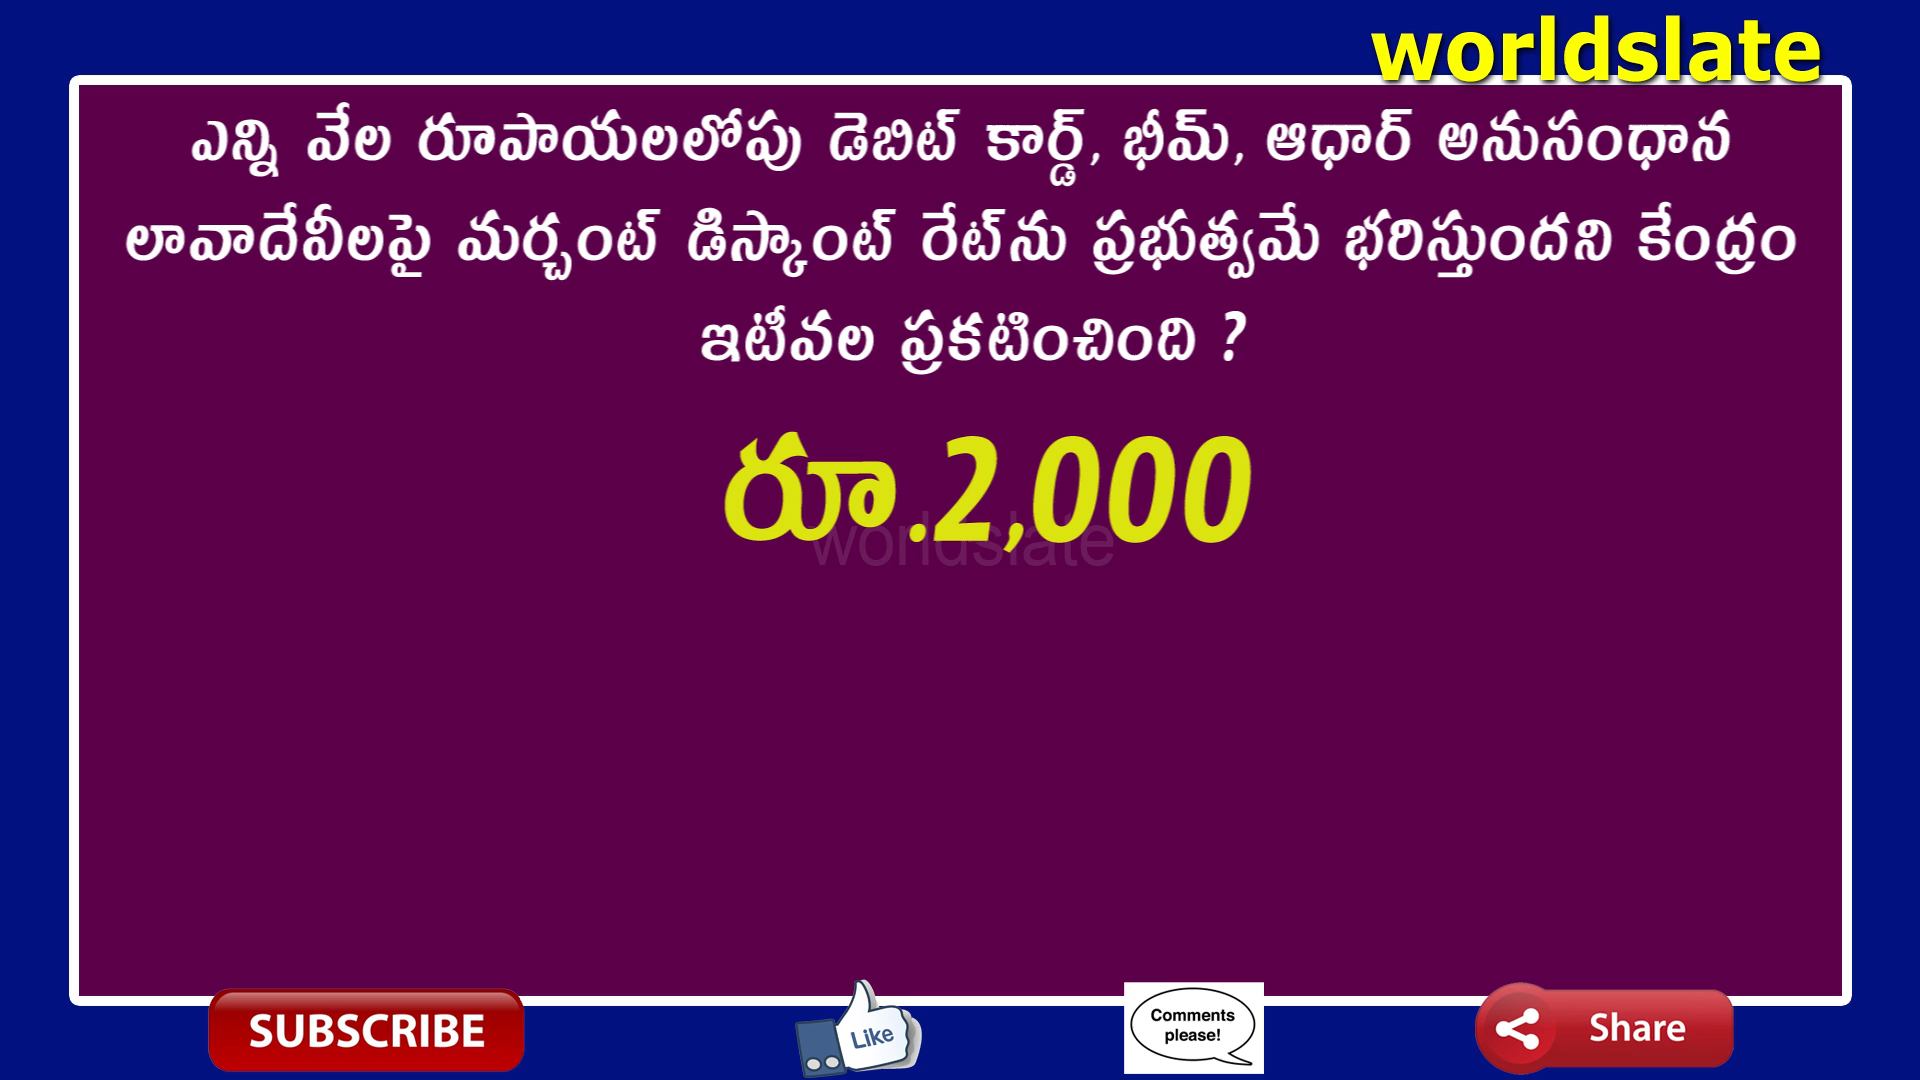 worldslate
ఎన్ని వేల రూపాయలలోపు డెబిట్ కార్డ్, భీమ్, ఆధార్ అనుసంధాన
లావాదేవీలపై మర్చంట్ డిస్కౌంట్ రేట్‌ను ప్రభుత్వమే భరిస్తుందని కేంద్రం
ఇటీవల ప్రకటించింది ?
రూ.2,000
worldslate
SUBSCRIBE
Like
Comments
please!
Share